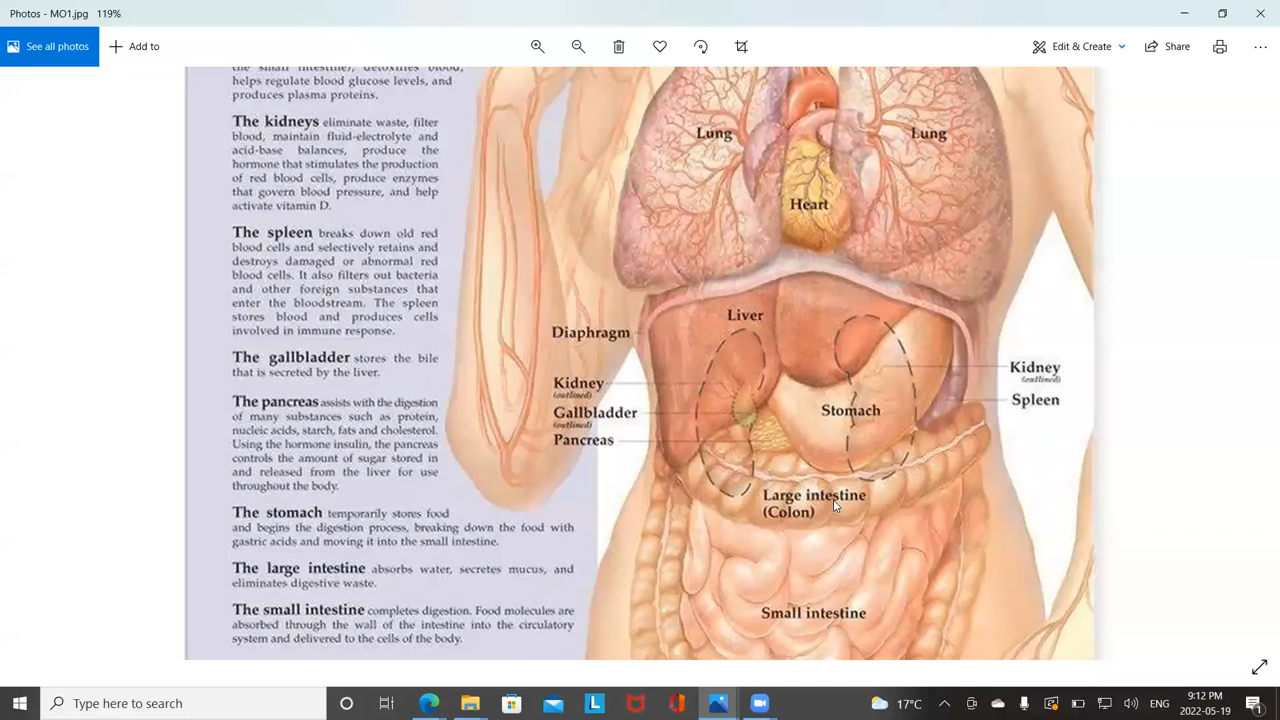 Photos - MO1.jpg 119%
See all photos
Add to
Edit & Create
Share
the small intestine), detoxifies blood,
helps regulate blood glucose levels, and
produces plasma proteins.
The kidneys eliminate waste, filter
blood, maintain fluid-electrolyte and
acid-base balances, produce the
hormone that stimulates the production
of red blood cells, produce enzymes
that govern blood pressure, and help
activate vitamin D.
The spleen breaks down old red
blood cells and selectively retains and
destroys damaged or abnormal red
blood cells. It also filters out bacteria
and other foreign substances that
enter the bloodstream. The spleen
stores blood and produces cells
involved in immune response.
The gallbladder stores the bile
that is secreted by the liver.
The pancreas assists with the digestion
of many substances such as protein,
nucleic acids, starch, fats and cholesterol.
Using the hormone insulin, the pancreas
controls the amount of sugar stored in
and released from the liver for use
throughout the body.
The stomach temporarily stores food
and begins the digestion process, breaking down the food with
gastric acids and moving it into the small intestine.
The large intestine absorbs water, secretes mucus, and
eliminates digestive waste.
The small intestine completes digestion. Food molecules are
absorbed through the wall of the intestine into the circulatory
system and delivered to the cells of the body.
Lung
Lung
Heart
Liver
Diaphragm
Kidney
(outlined)
Gallbladder
(outlined)
Pancreas
Stomach
Kidney
(outlined)
Spleen
Large intestine
(Colon)
Small intestine
Type here to search
L
17°C
9:12 PM
2022-05-19
1